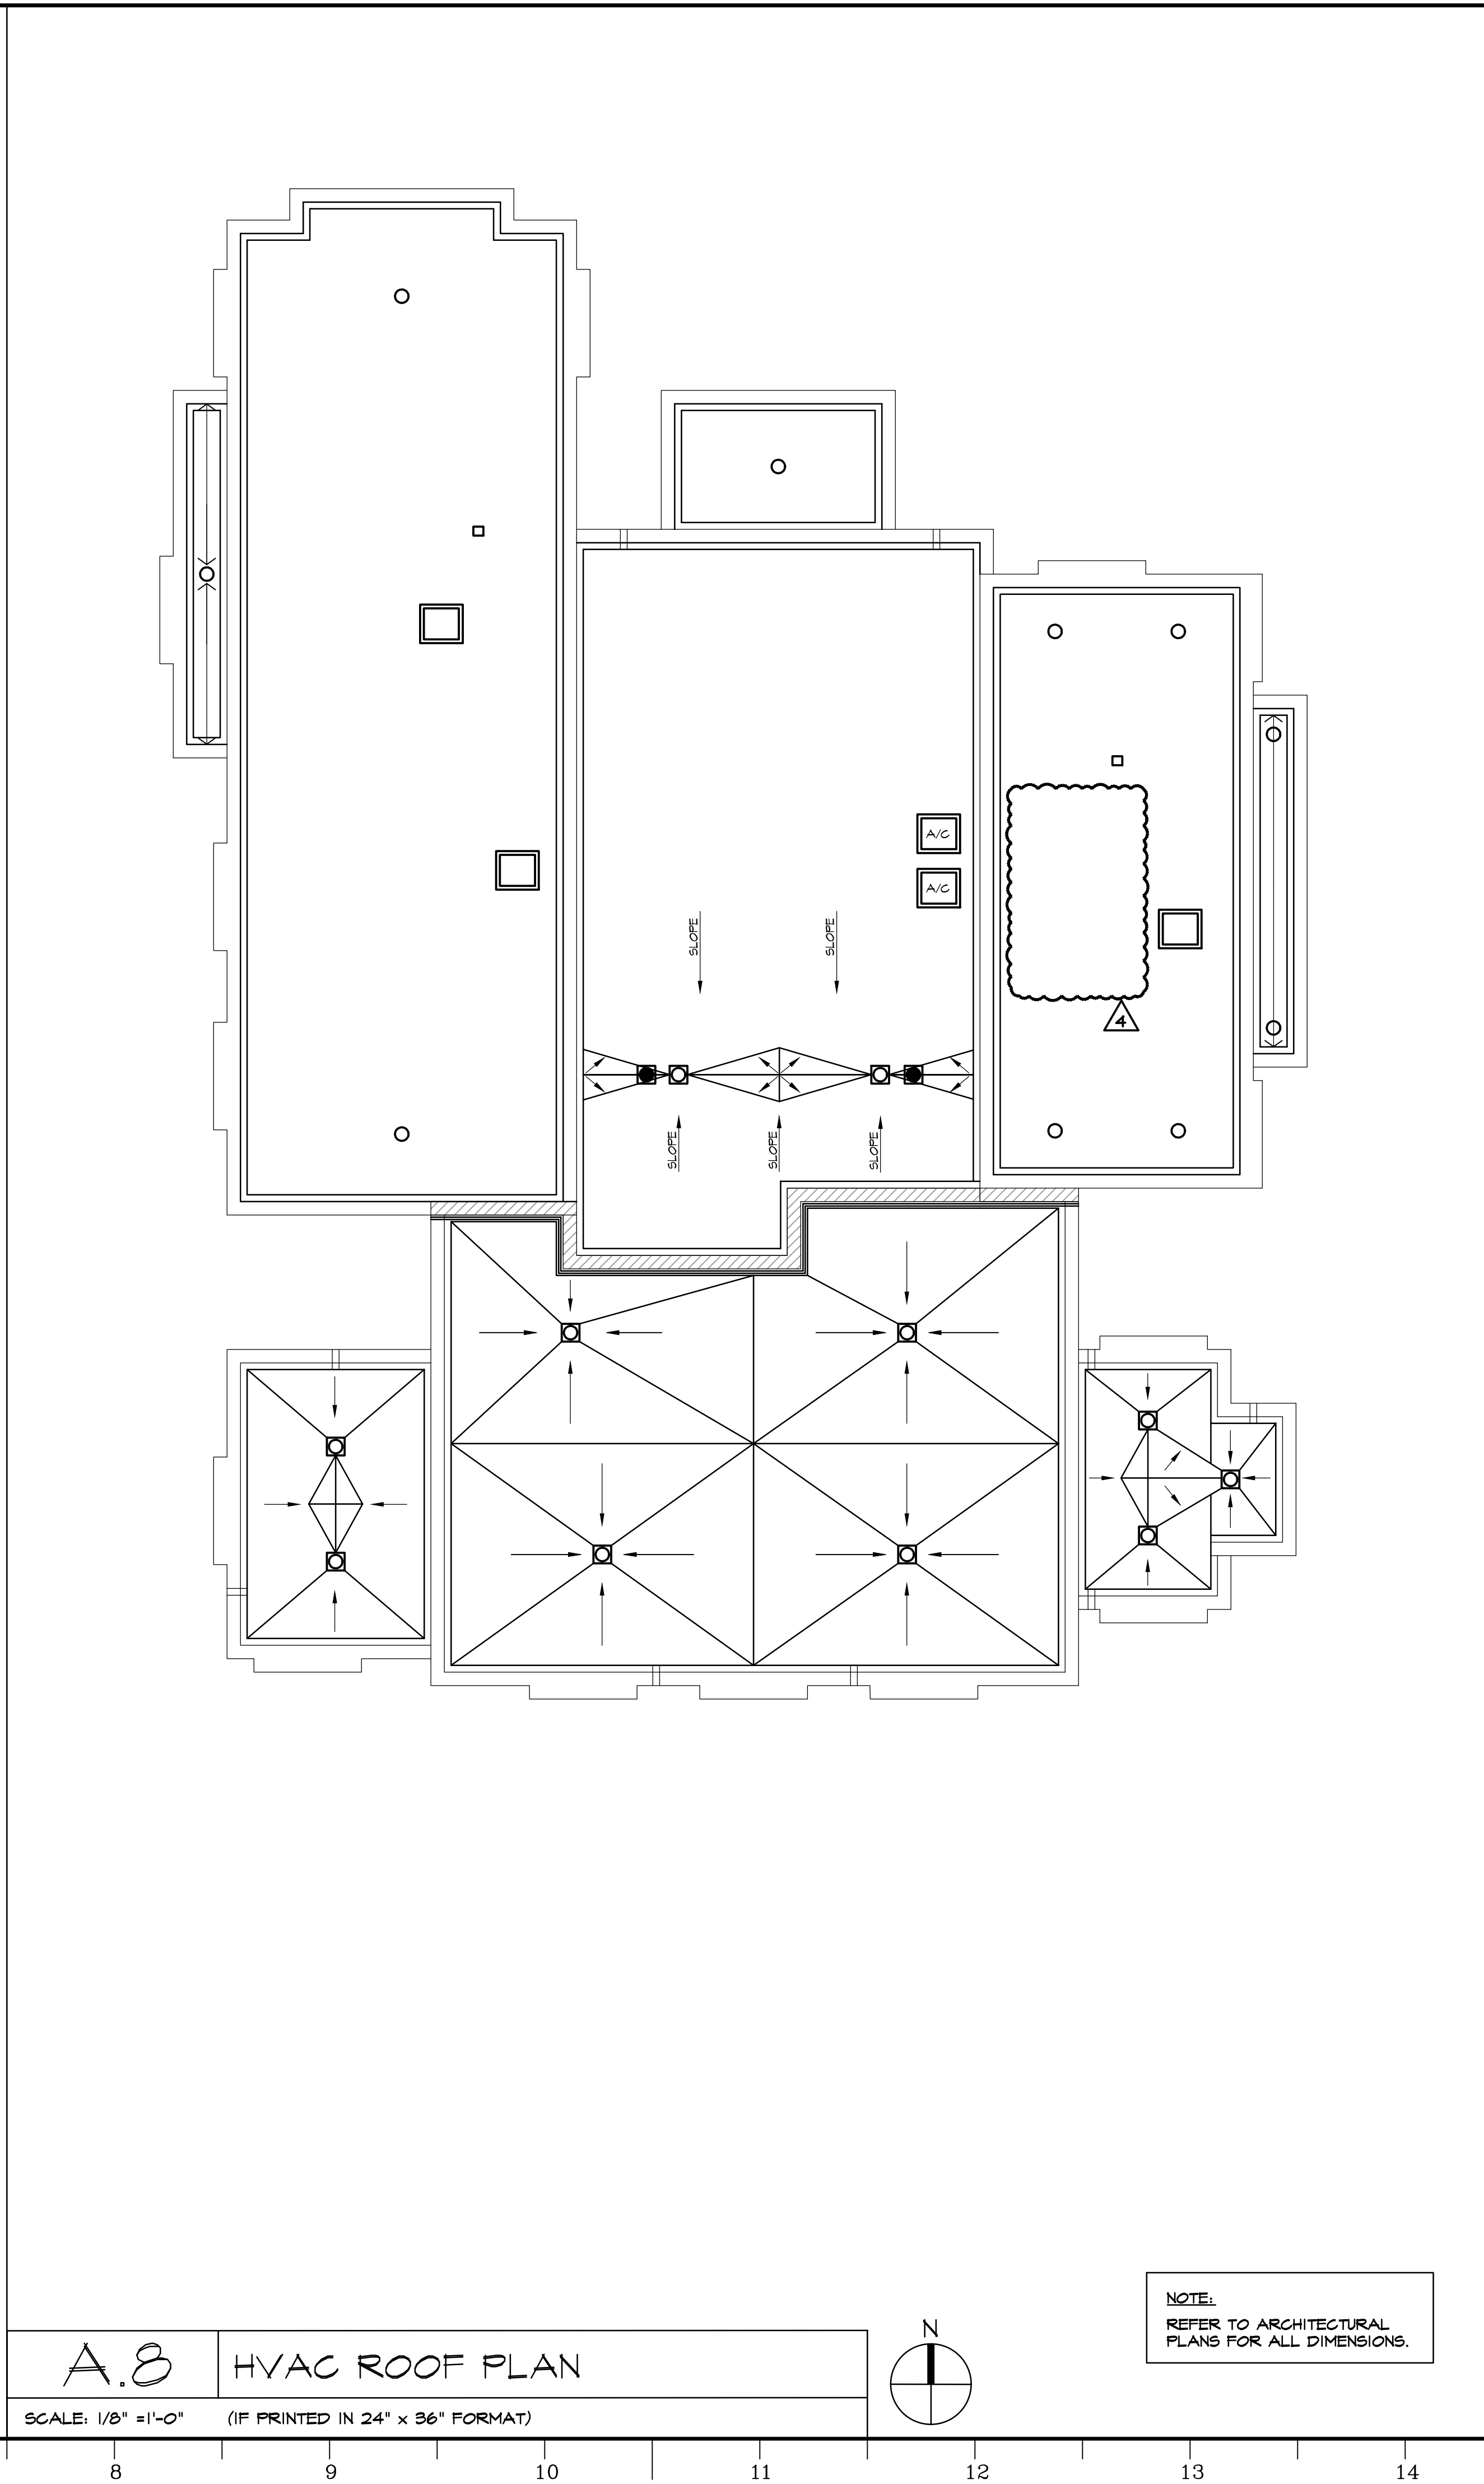 A/C
A/C
SLOPE
SLOPE
4
SLOPE
SLOPE
SLOPE
NOTE:
REFER TO ARCHITECTURAL
PLANS FOR ALL DIMENSIONS.
N
A.8
HVAC ROOF PLAN
SCALE: 1/8" =1'-0" (IF PRINTED IN 24" x 36" FORMAT)
8 9 10 11 12 13 14